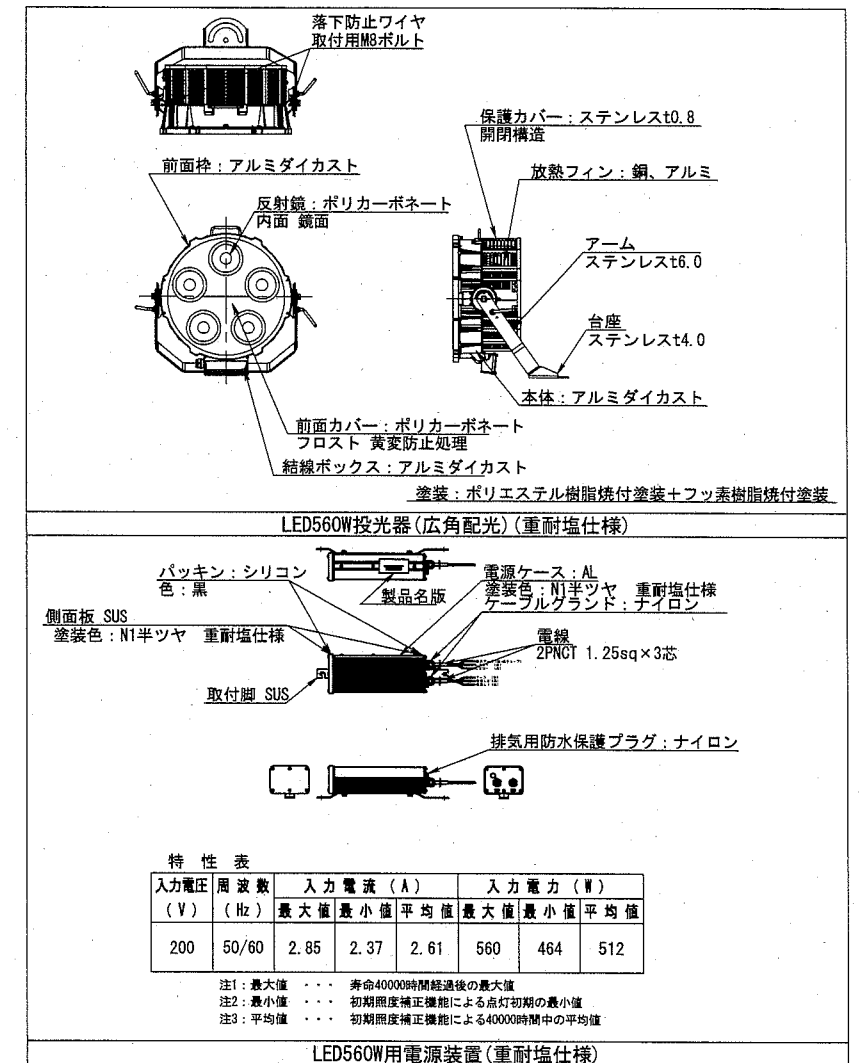 落下防止ワイヤ
取付用M8ボルト
保護カバー：ステンレスt0.8
開閉構造
前面枠：アルミダイカスト
放熱フィン：銅、アルミ
反射鏡：ポリカーボネート
内面 鏡面
アーム
ステンレスt6.0
台座
ステンレスt4.0
本体：アルミダイカスト
前面カバー：ポリカーボネート
フロスト 黄変防止処理
結線ボックス：アルミダイカスト
塗装：ポリエステル樹脂焼付塗装＋フッ素樹脂焼付塗装
LED560W投光器(広角配光)(重耐塩仕様)
パッキン：シリコン
色：黒
製品名版
電源ケース：AL
塗装色：N1半ツヤ 重耐塩仕様
ケーブルグランド：ナイロン
側面板 SUS
塗装色：N1半ツヤ 重耐塩仕様
電線
2PNCT 1.25sq×3芯
取付脚 SUS
排気用防水保護プラグ：ナイロン
特 性 表
入力電圧 周波数 入力電流(A) 入力電力(W)
(V) (Hz) 最大値 最小値 平均値 最大値 最小値 平均値
200 50/60 2.85 2.37 2.61 560 464 512
注1：最大値 ・・・ 寿命40000時間経過後の最大値
注2：最小値 ・・・ 初期照度補正機能による点灯初期の最小値
注3：平均値 ・・・ 初期照度補正機能による40000時間中の平均値
LED560W用電源装置(重耐塩仕様)